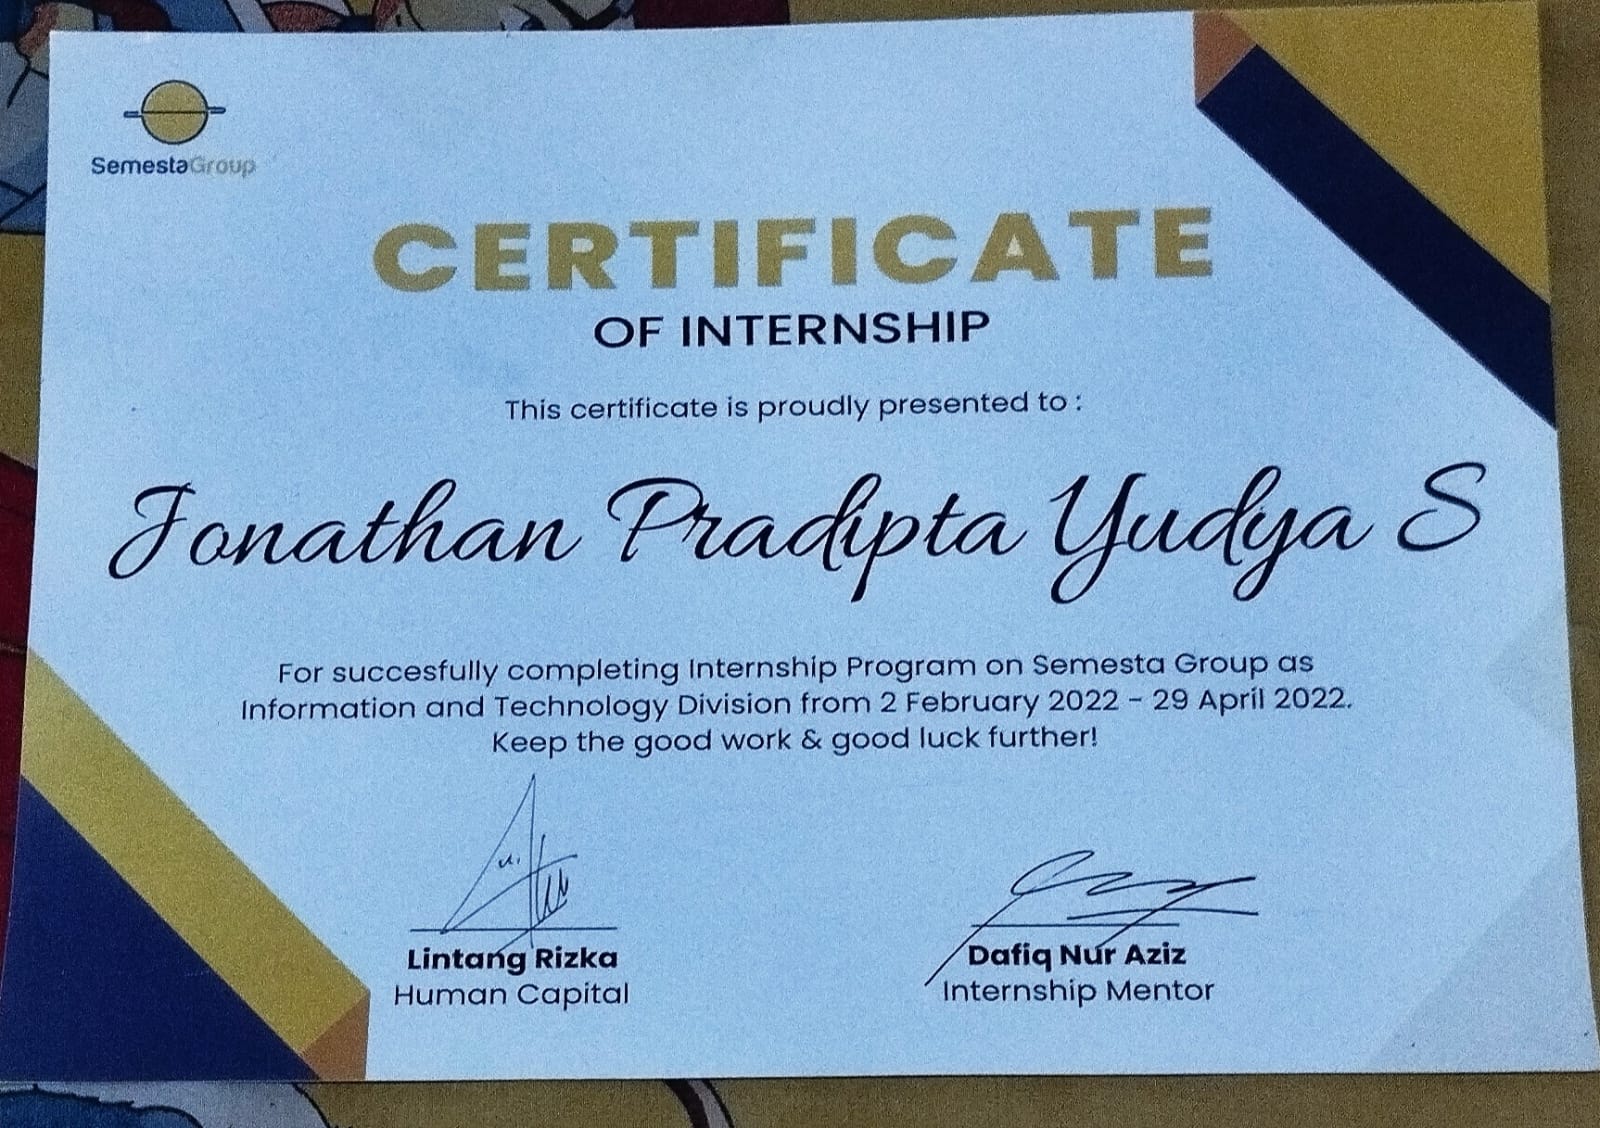 SemestaGroup
CERTIFICATE
OF INTERNSHIP
This certificate is proudly presented to :
Jonathan Pradipta Yudya S
For succesfully completing Internship Program on Semesta Group as
Information and Technology Division from 2 February 2022 - 29 April 2022.
Keep the good work & good luck further!
Lintang Rizka
Human Capital
Dafiq Nur Aziz
Internship Mentor